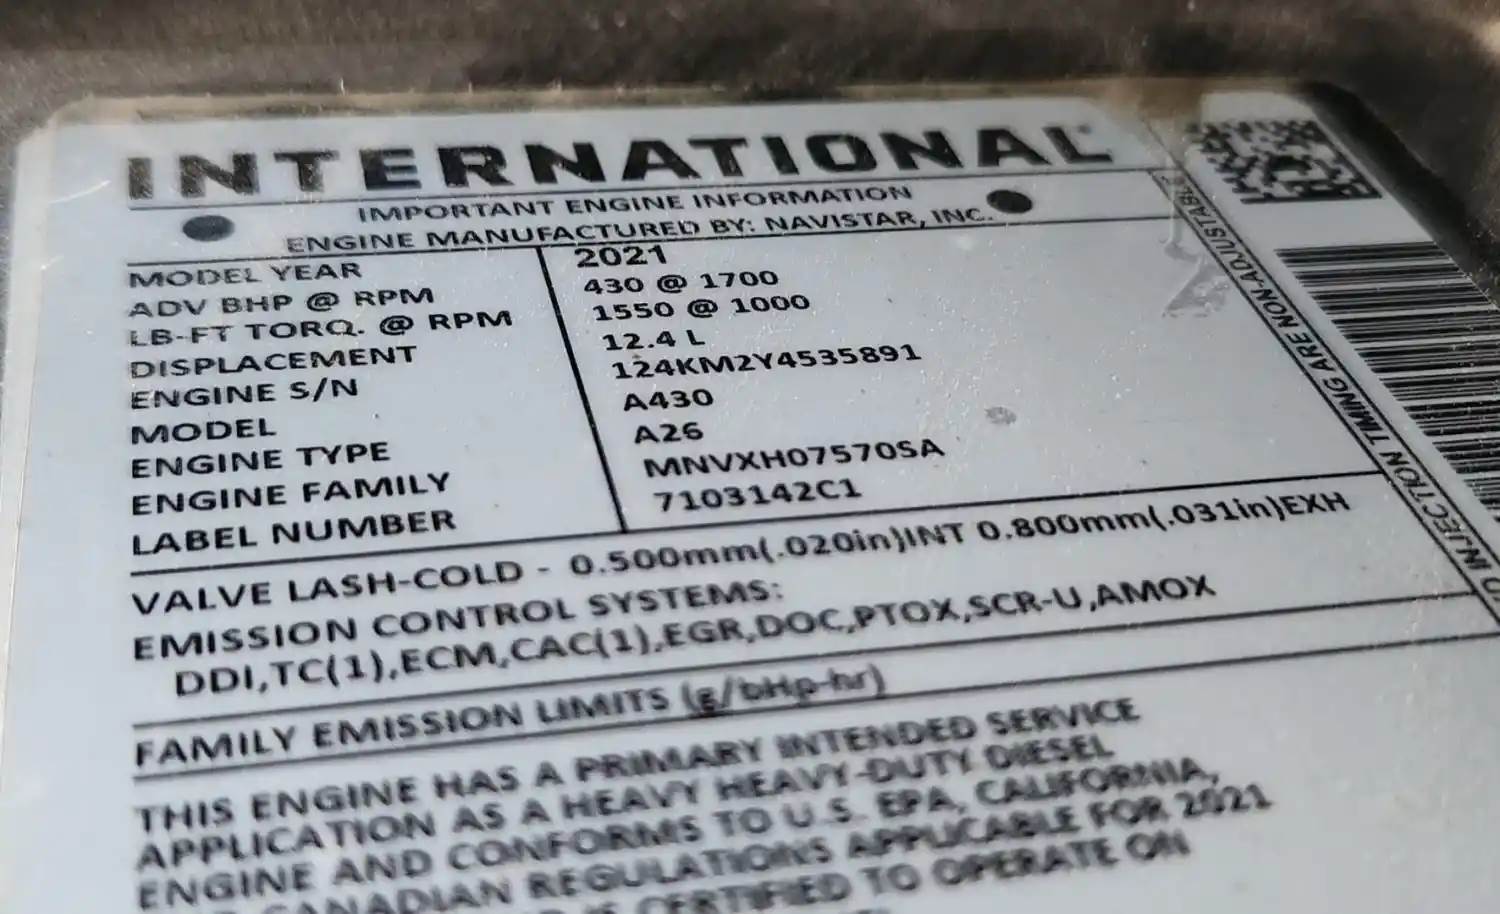 INTERNATIONAL
IMPORTANT ENGINE INFORMATION
ENGINE MANUFACTURED BY: NAVISTAR, INC.
MODEL YEAR 2021
ADV BHP @ RPM 430 @ 1700
LB-FT TORQ. @ RPM 1550 @ 1000
DISPLACEMENT 12.4 L
ENGINE S/N 124KM2Y4535891
MODEL A430
ENGINE TYPE A26
ENGINE FAMILY MNVXH07570SA
LABEL NUMBER 7103142C1
VALVE LASH-COLD - 0.500mm(.020in)INT 0.800mm(.031in)EXH
EMISSION CONTROL SYSTEMS:
DDI,TC(1),ECM,CAC(1),EGR,DOC,PTOX,SCR-U,AMOX
FAMILY EMISSION LIMITS (g/bHp-hr)
THIS ENGINE HAS A PRIMARY INTENDED SERVICE
APPLICATION AS A HEAVY HEAVY-DUTY DIESEL
ENGINE AND CONFORMS TO U.S. EPA, CALIFORNIA,
CANADIAN REGULATIONS APPLICABLE FOR 2021
IS CERTIFIED TO OPERATE ON
INJECTION TIMING ARE NON-ADJUSTABLE